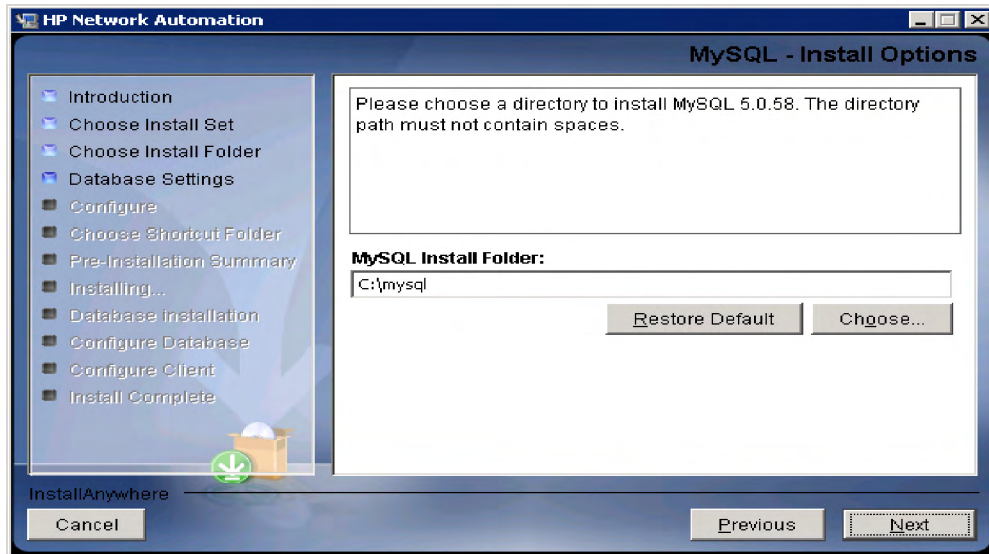 HP Network Automation
MySQL - Install Options
Introduction
Choose Install Set
Choose Install Folder
Database Settings
Configure
Choose Shortcut Folder
Pre-Installation Summary
Installing...
Database installation
Configure Database
Configure Client
Install Complete
Please choose a directory to install MySQL 5.0.58. The directory
path must not contain spaces.
MySQL Install Folder:
C:\mysql
Restore Default
Choose...
InstallAnywhere
Cancel
Previous
Next